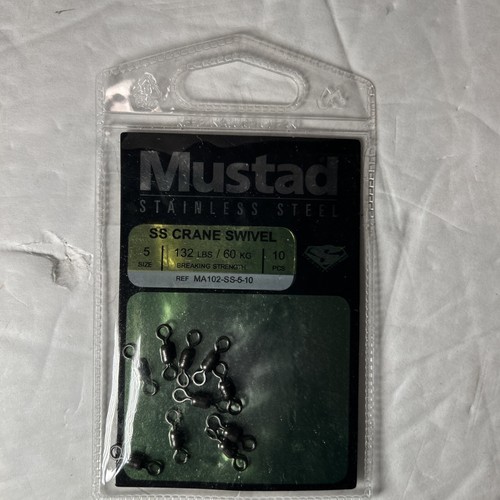 Mustad
STAINLESS STEEL
SS CRANE SWIVEL
5 132 LBS / 60 KG 10
SIZE BREAKING STRENGTH PCS
REF MA102-SS-5-10